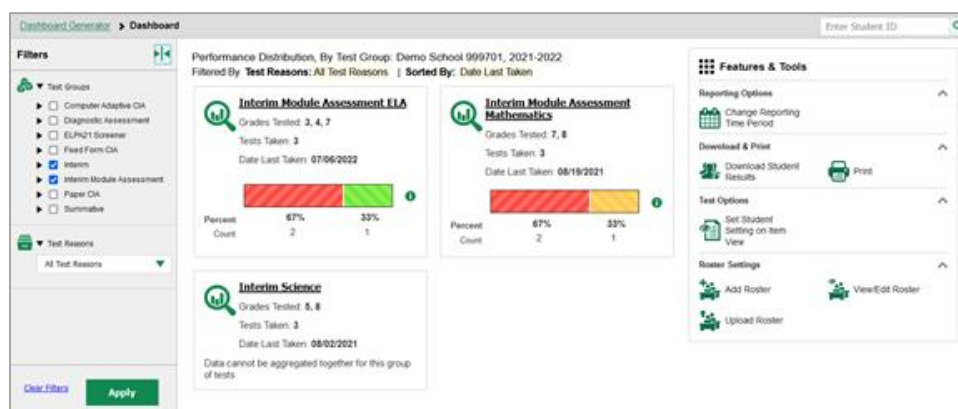 Dashboard Generator > Dashboard
Enter Student ID
Filters
Test Groups
Computer Adaptive CIA
Diagnostic Assessment
ELPA21 Screener
Fixed Form CIA
Interim
Interim Module Assessment
Paper CIA
Summative
Test Reasons
All Test Reasons
Clear Filters
Apply
Performance Distribution, By Test Group: Demo School 999701, 2021-2022
Filtered By Test Reasons: All Test Reasons | Sorted By: Date Last Taken
Interim Module Assessment ELA
Grades Tested: 3, 4, 7
Tests Taken: 3
Date Last Taken: 07/06/2022
Percent 67% 33%
Count 2 1
Interim Module Assessment
Mathematics
Grades Tested: 7, 8
Tests Taken: 3
Date Last Taken: 08/19/2021
Percent 67% 33%
Count 2 1
Interim Science
Grades Tested: 5, 8
Tests Taken: 3
Date Last Taken: 08/02/2021
Data cannot be aggregated together for this group
of tests
Features & Tools
Reporting Options
Change Reporting
Time Period
Download & Print
Download Student
Results
Print
Test Options
Set Student
Setting on Item
View
Roster Settings
Add Roster
View/Edit Roster
Upload Roster